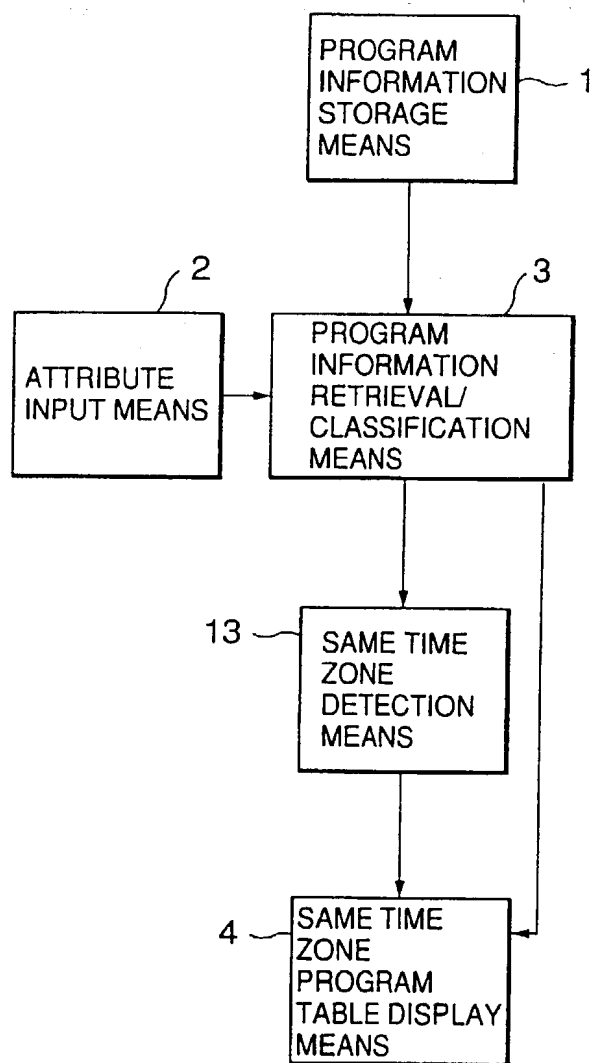 PROGRAM
INFORMATION
STORAGE
MEANS
1
2
3
ATTRIBUTE
INPUT MEANS
PROGRAM
INFORMATION
RETRIEVAL/
CLASSIFICATION
MEANS
13
SAME TIME
ZONE
DETECTION
MEANS
4
SAME TIME
ZONE
PROGRAM
TABLE DISPLAY
MEANS